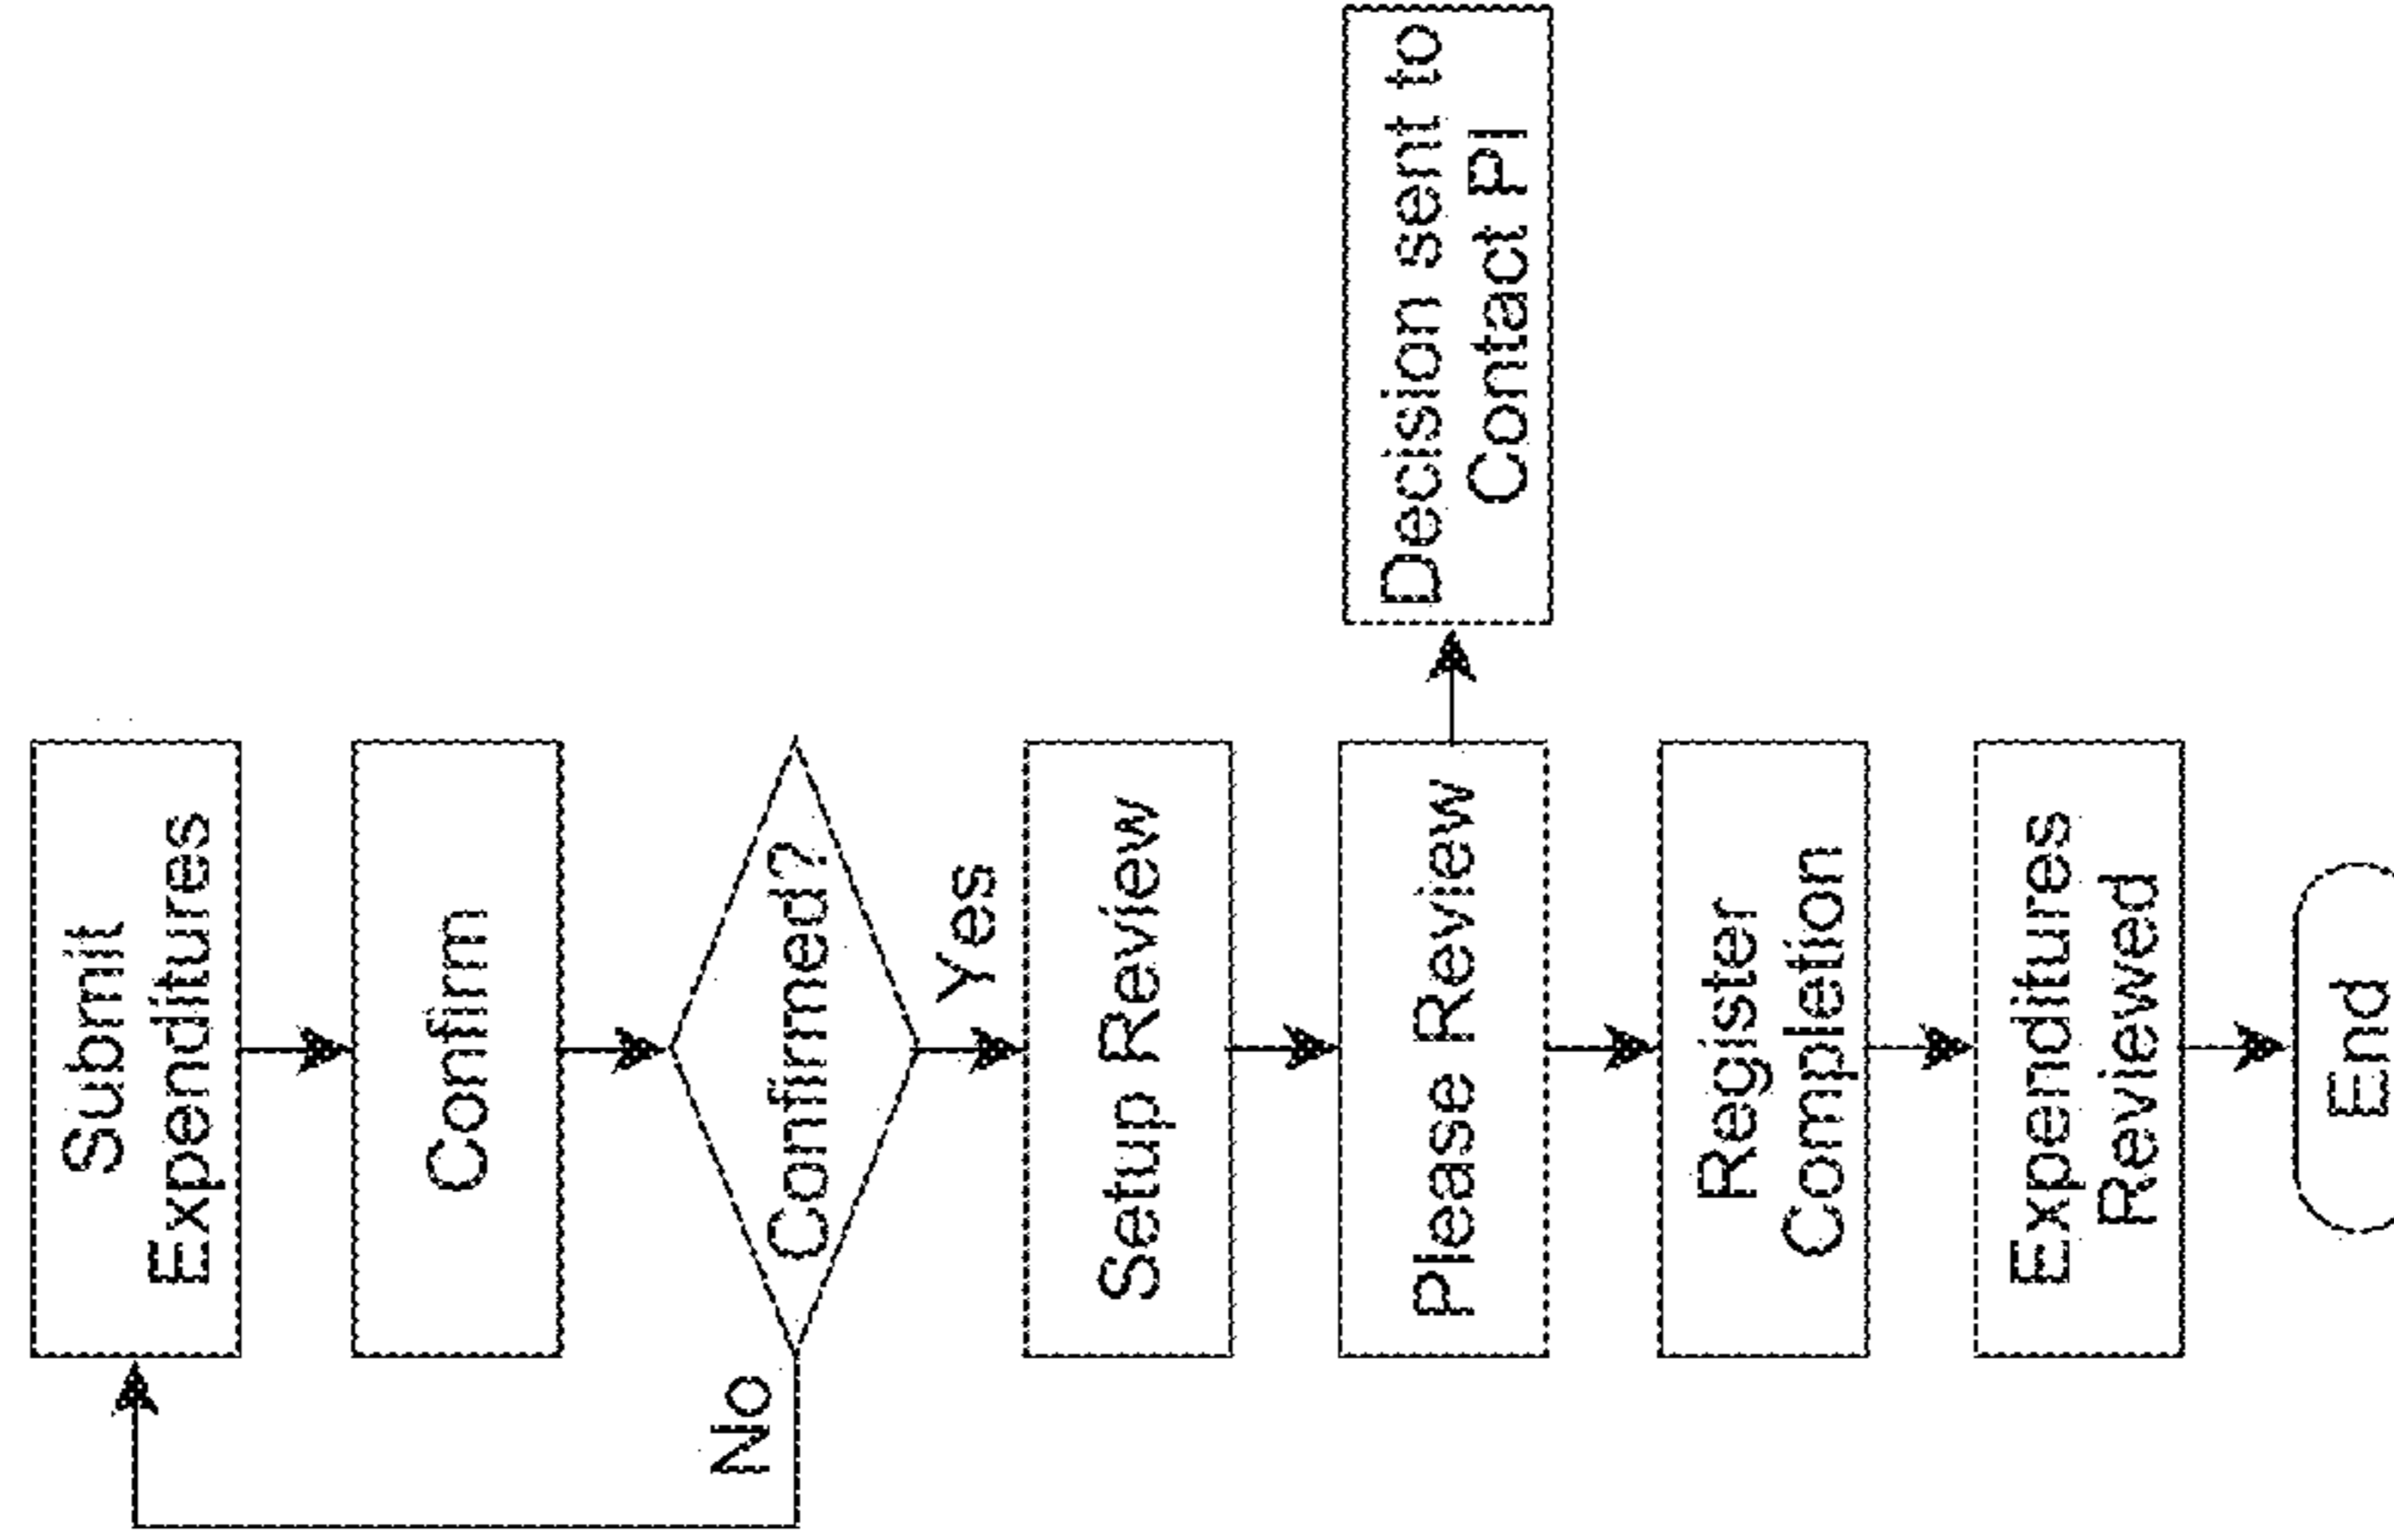 Submit
Expenditures
Confirm
Confirmed?
No
Yes
Setup Review
Please Review
Decision sent to
Contact PI
Register
Completion
Expenditures
Reviewed
End